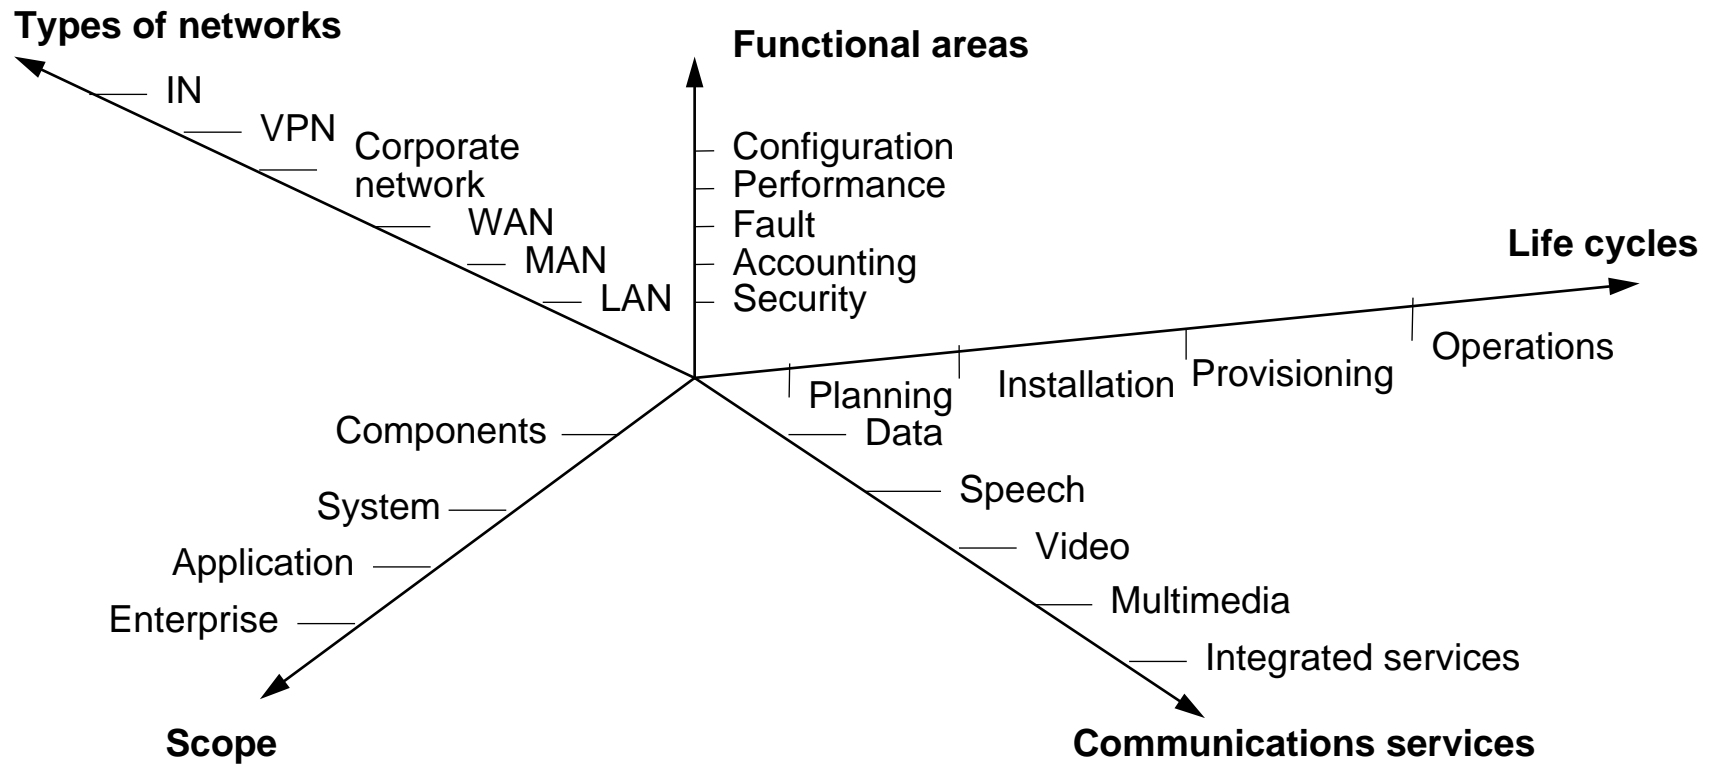 Types of networks
IN
VPN
Corporate
network
WAN
MAN
LAN
Functional areas
Configuration
Performance
Fault
Accounting
Security
Life cycles
Planning
Installation
Provisioning
Operations
Components
System
Application
Enterprise
Scope
Data
Speech
Video
Multimedia
Integrated services
Communications services